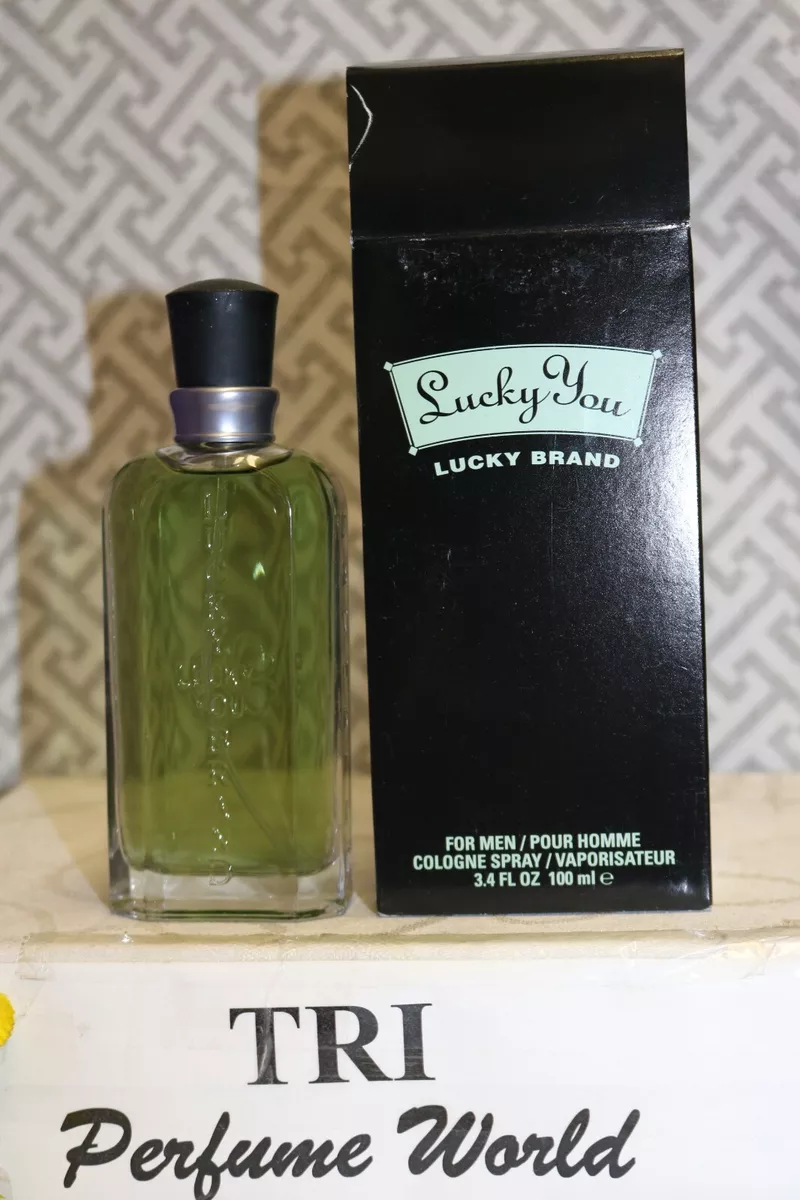 Lucky You
LUCKY BRAND
FOR MEN / POUR HOMME
COLOGNE SPRAY / VAPORISATEUR
3.4 FL OZ 100 ml ℮
TRI
Perfume World